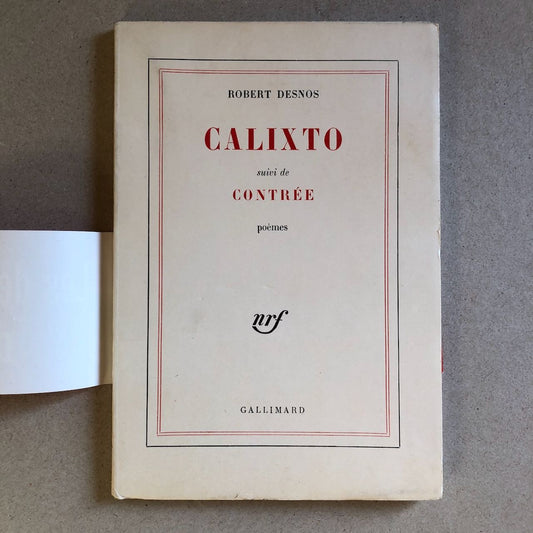 ROBERT DESNOS
CALIXTO
suivi de
CONTRÉE
poèmes
nrf
GALLIMARD